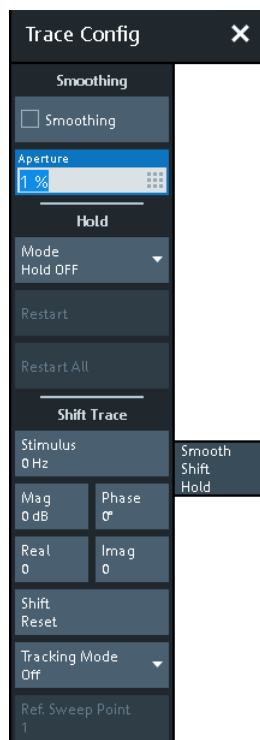 Trace Config
Smoothing
Smoothing
Aperture
1 %
Hold
Mode
Hold OFF
Restart
Restart All
Shift Trace
Stimulus
0 Hz
Mag
0 dB
Phase
0°
Real
0
Imag
0
Shift
Reset
Tracking Mode
Off
Ref. Sweep Point
1
Smooth
Shift
Hold